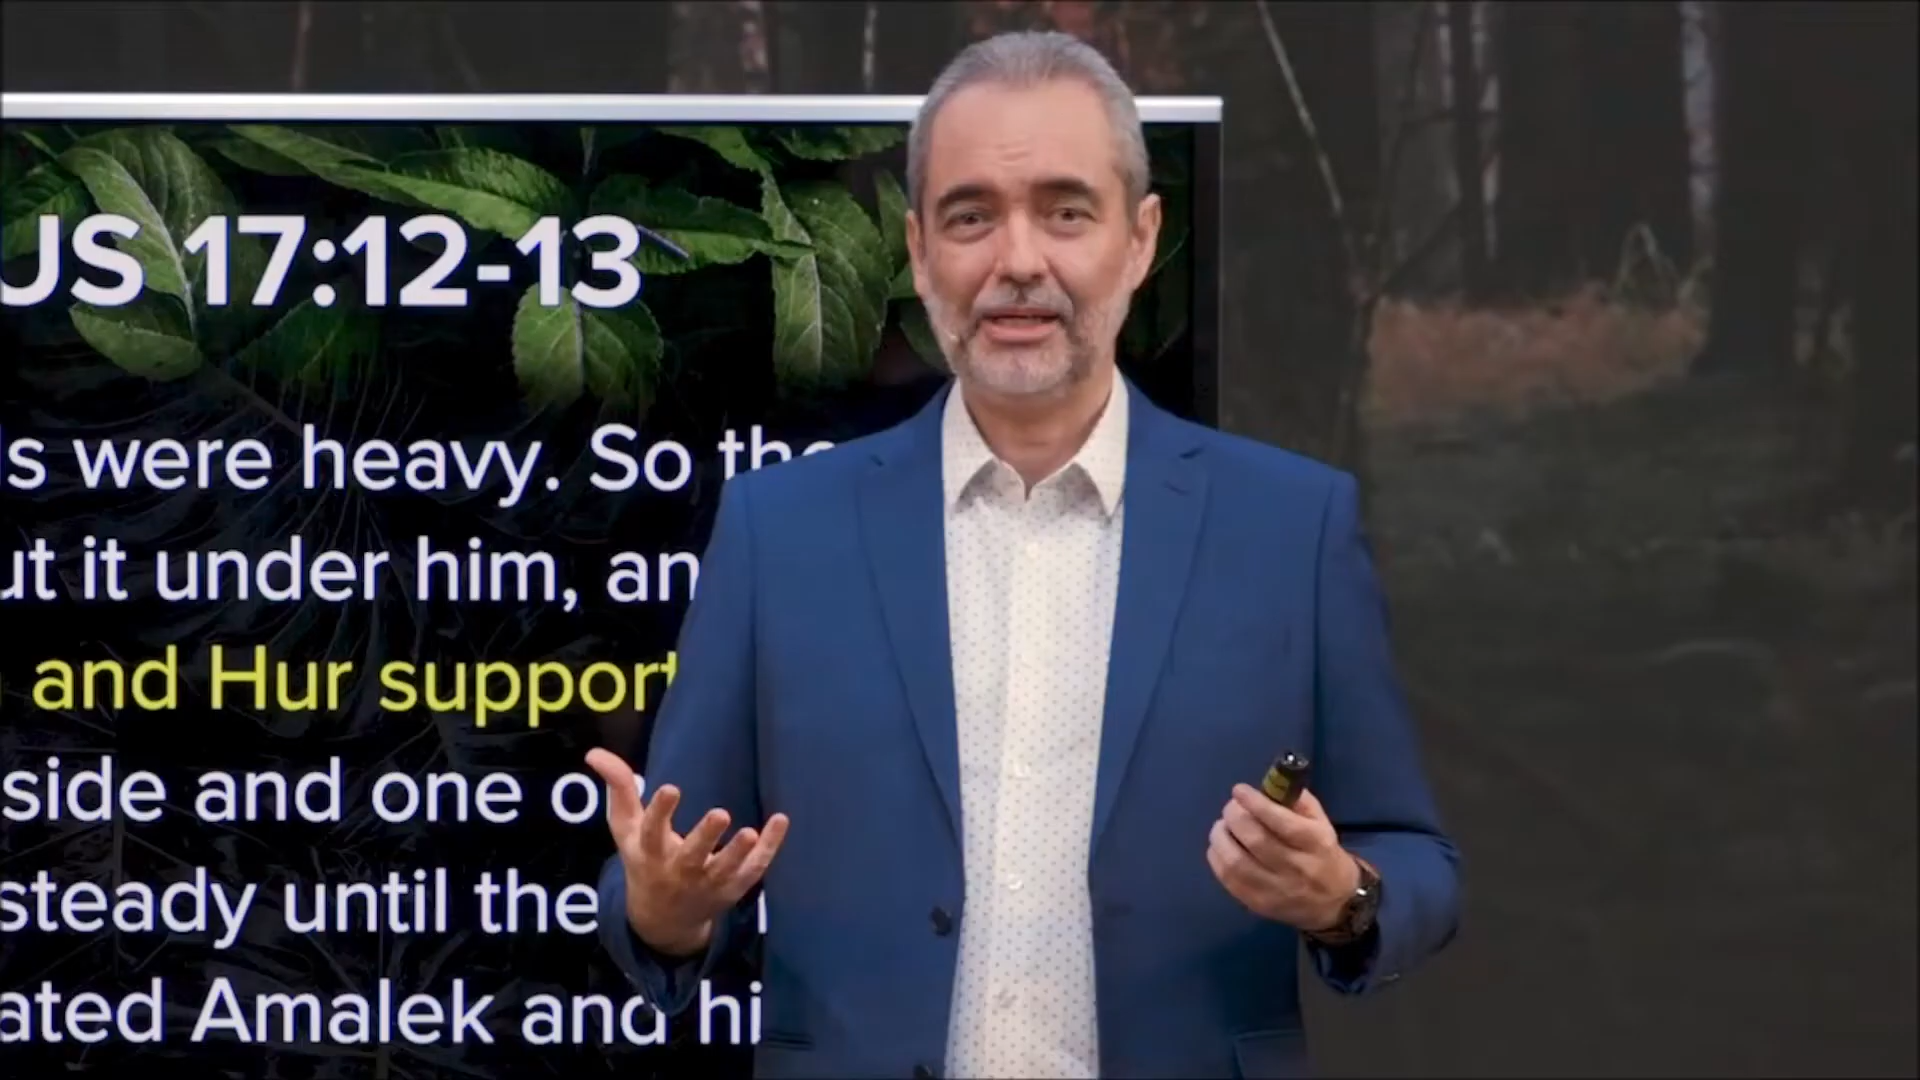 US 17:12-13
ds were heavy. So the
ut it under him, an
and Hur support
side and one o
steady until the
ated Amalek and hi